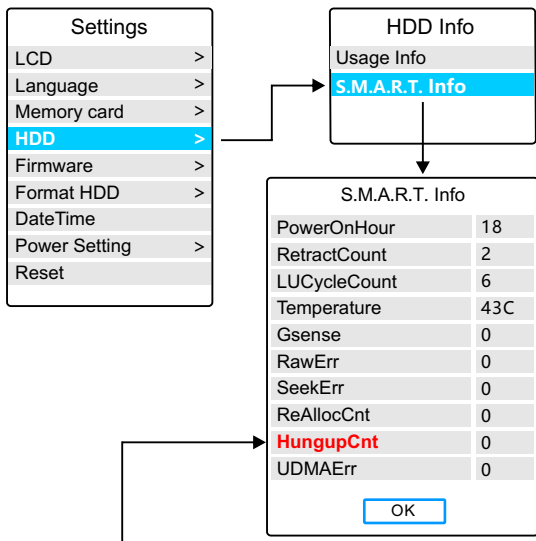 Settings
LCD >
Language >
Memory card >
HDD >
Firmware >
Format HDD >
DateTime
Power Setting >
Reset
HDD Info
Usage Info
S.M.A.R.T. Info
S.M.A.R.T. Info
PowerOnHour 18
RetractCount 2
LUCycleCount 6
Temperature 43C
Gsense 0
RawErr 0
SeekErr 0
ReAllocCnt 0
HungupCnt 0
UDMAErr 0
OK